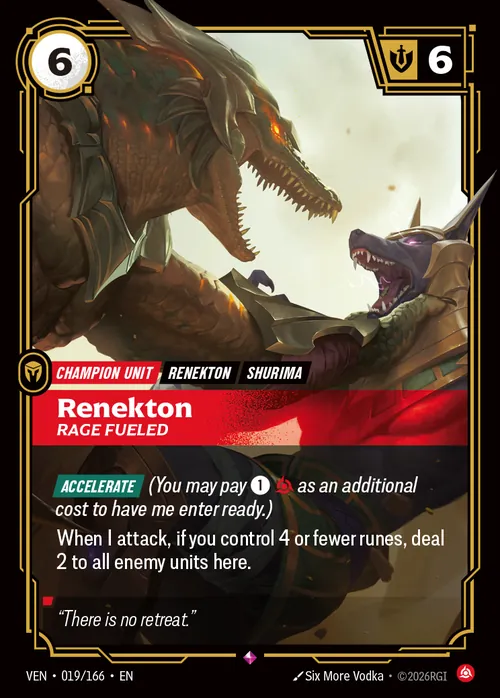 6
6
CHAMPION UNIT RENEKTON SHURIMA
Renekton
RAGE FUELED
ACCELERATE (You may pay 1 as an additional
cost to have me enter ready.)
When I attack, if you control 4 or fewer runes, deal
2 to all enemy units here.
“There is no retreat.”
VEN • 019/166 • EN
Six More Vodka • ©2026RGI